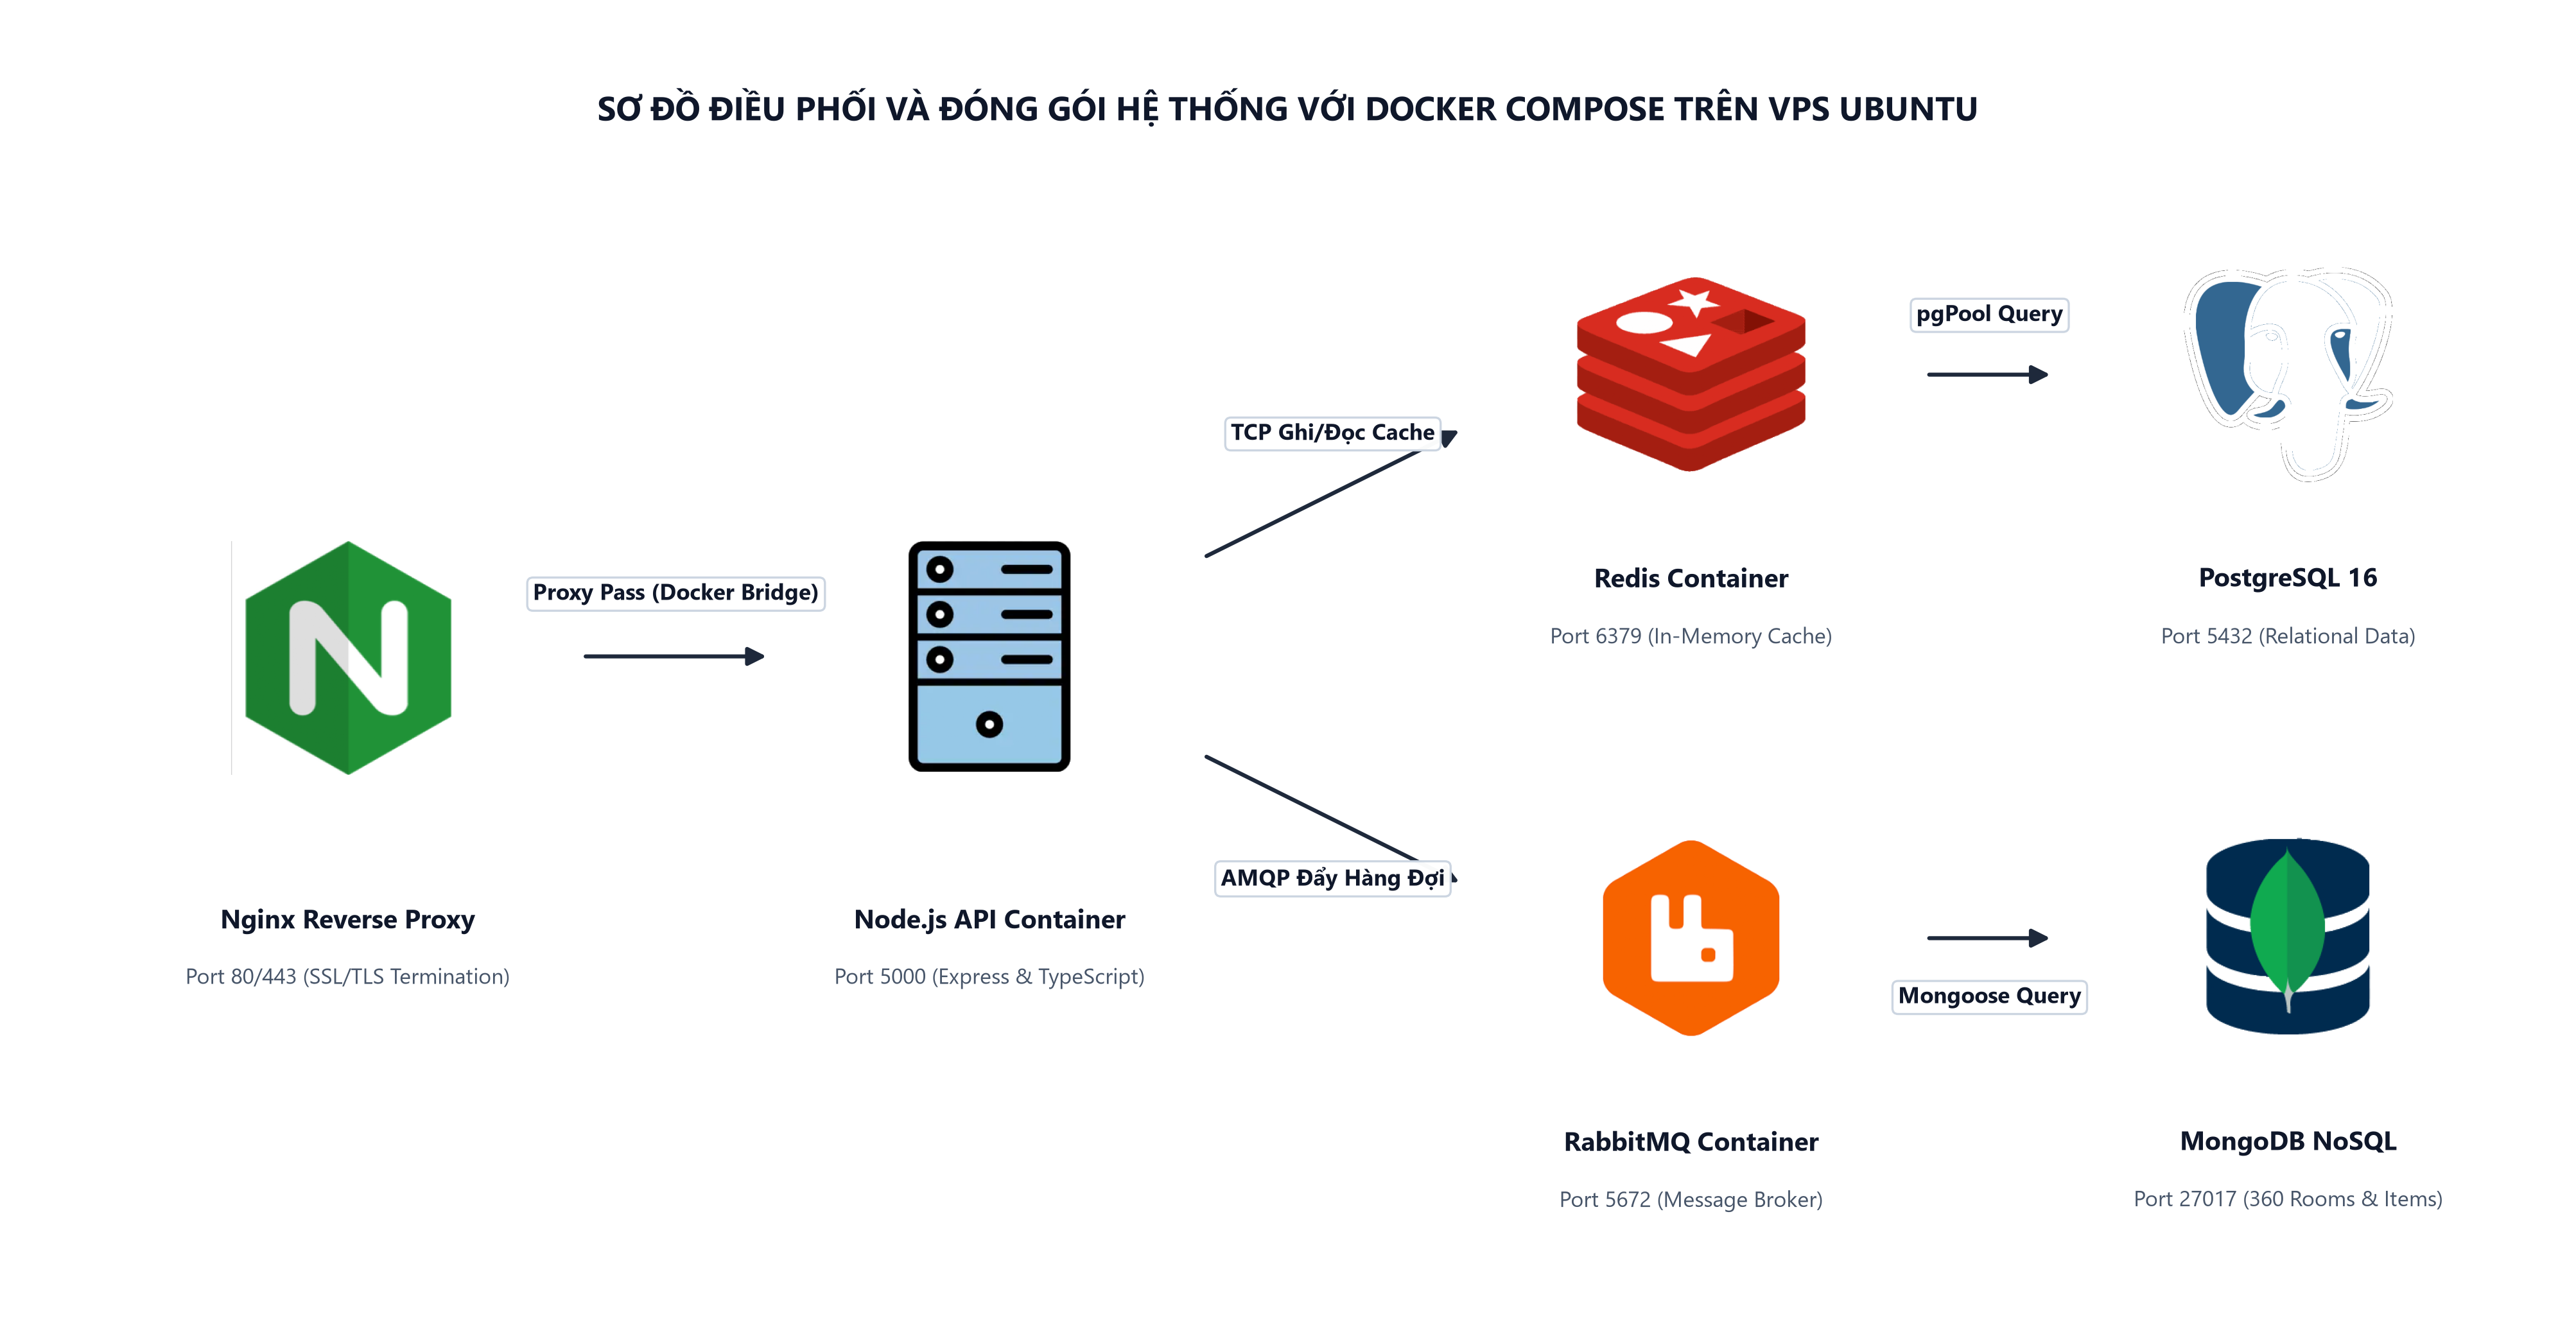 SƠ ĐỒ ĐIỀU PHỐI VÀ ĐÓNG GÓI HỆ THỐNG VỚI DOCKER COMPOSE TRÊN VPS UBUNTU
Proxy Pass (Docker Bridge)
Nginx Reverse Proxy
Port 80/443 (SSL/TLS Termination)
Node.js API Container
Port 5000 (Express & TypeScript)
TCP Ghi/Đọc Cache
AMQP Đẩy Hàng Đợi
Redis Container
Port 6379 (In-Memory Cache)
pgPool Query
PostgreSQL 16
Port 5432 (Relational Data)
RabbitMQ Container
Port 5672 (Message Broker)
Mongoose Query
MongoDB NoSQL
Port 27017 (360 Rooms & Items)